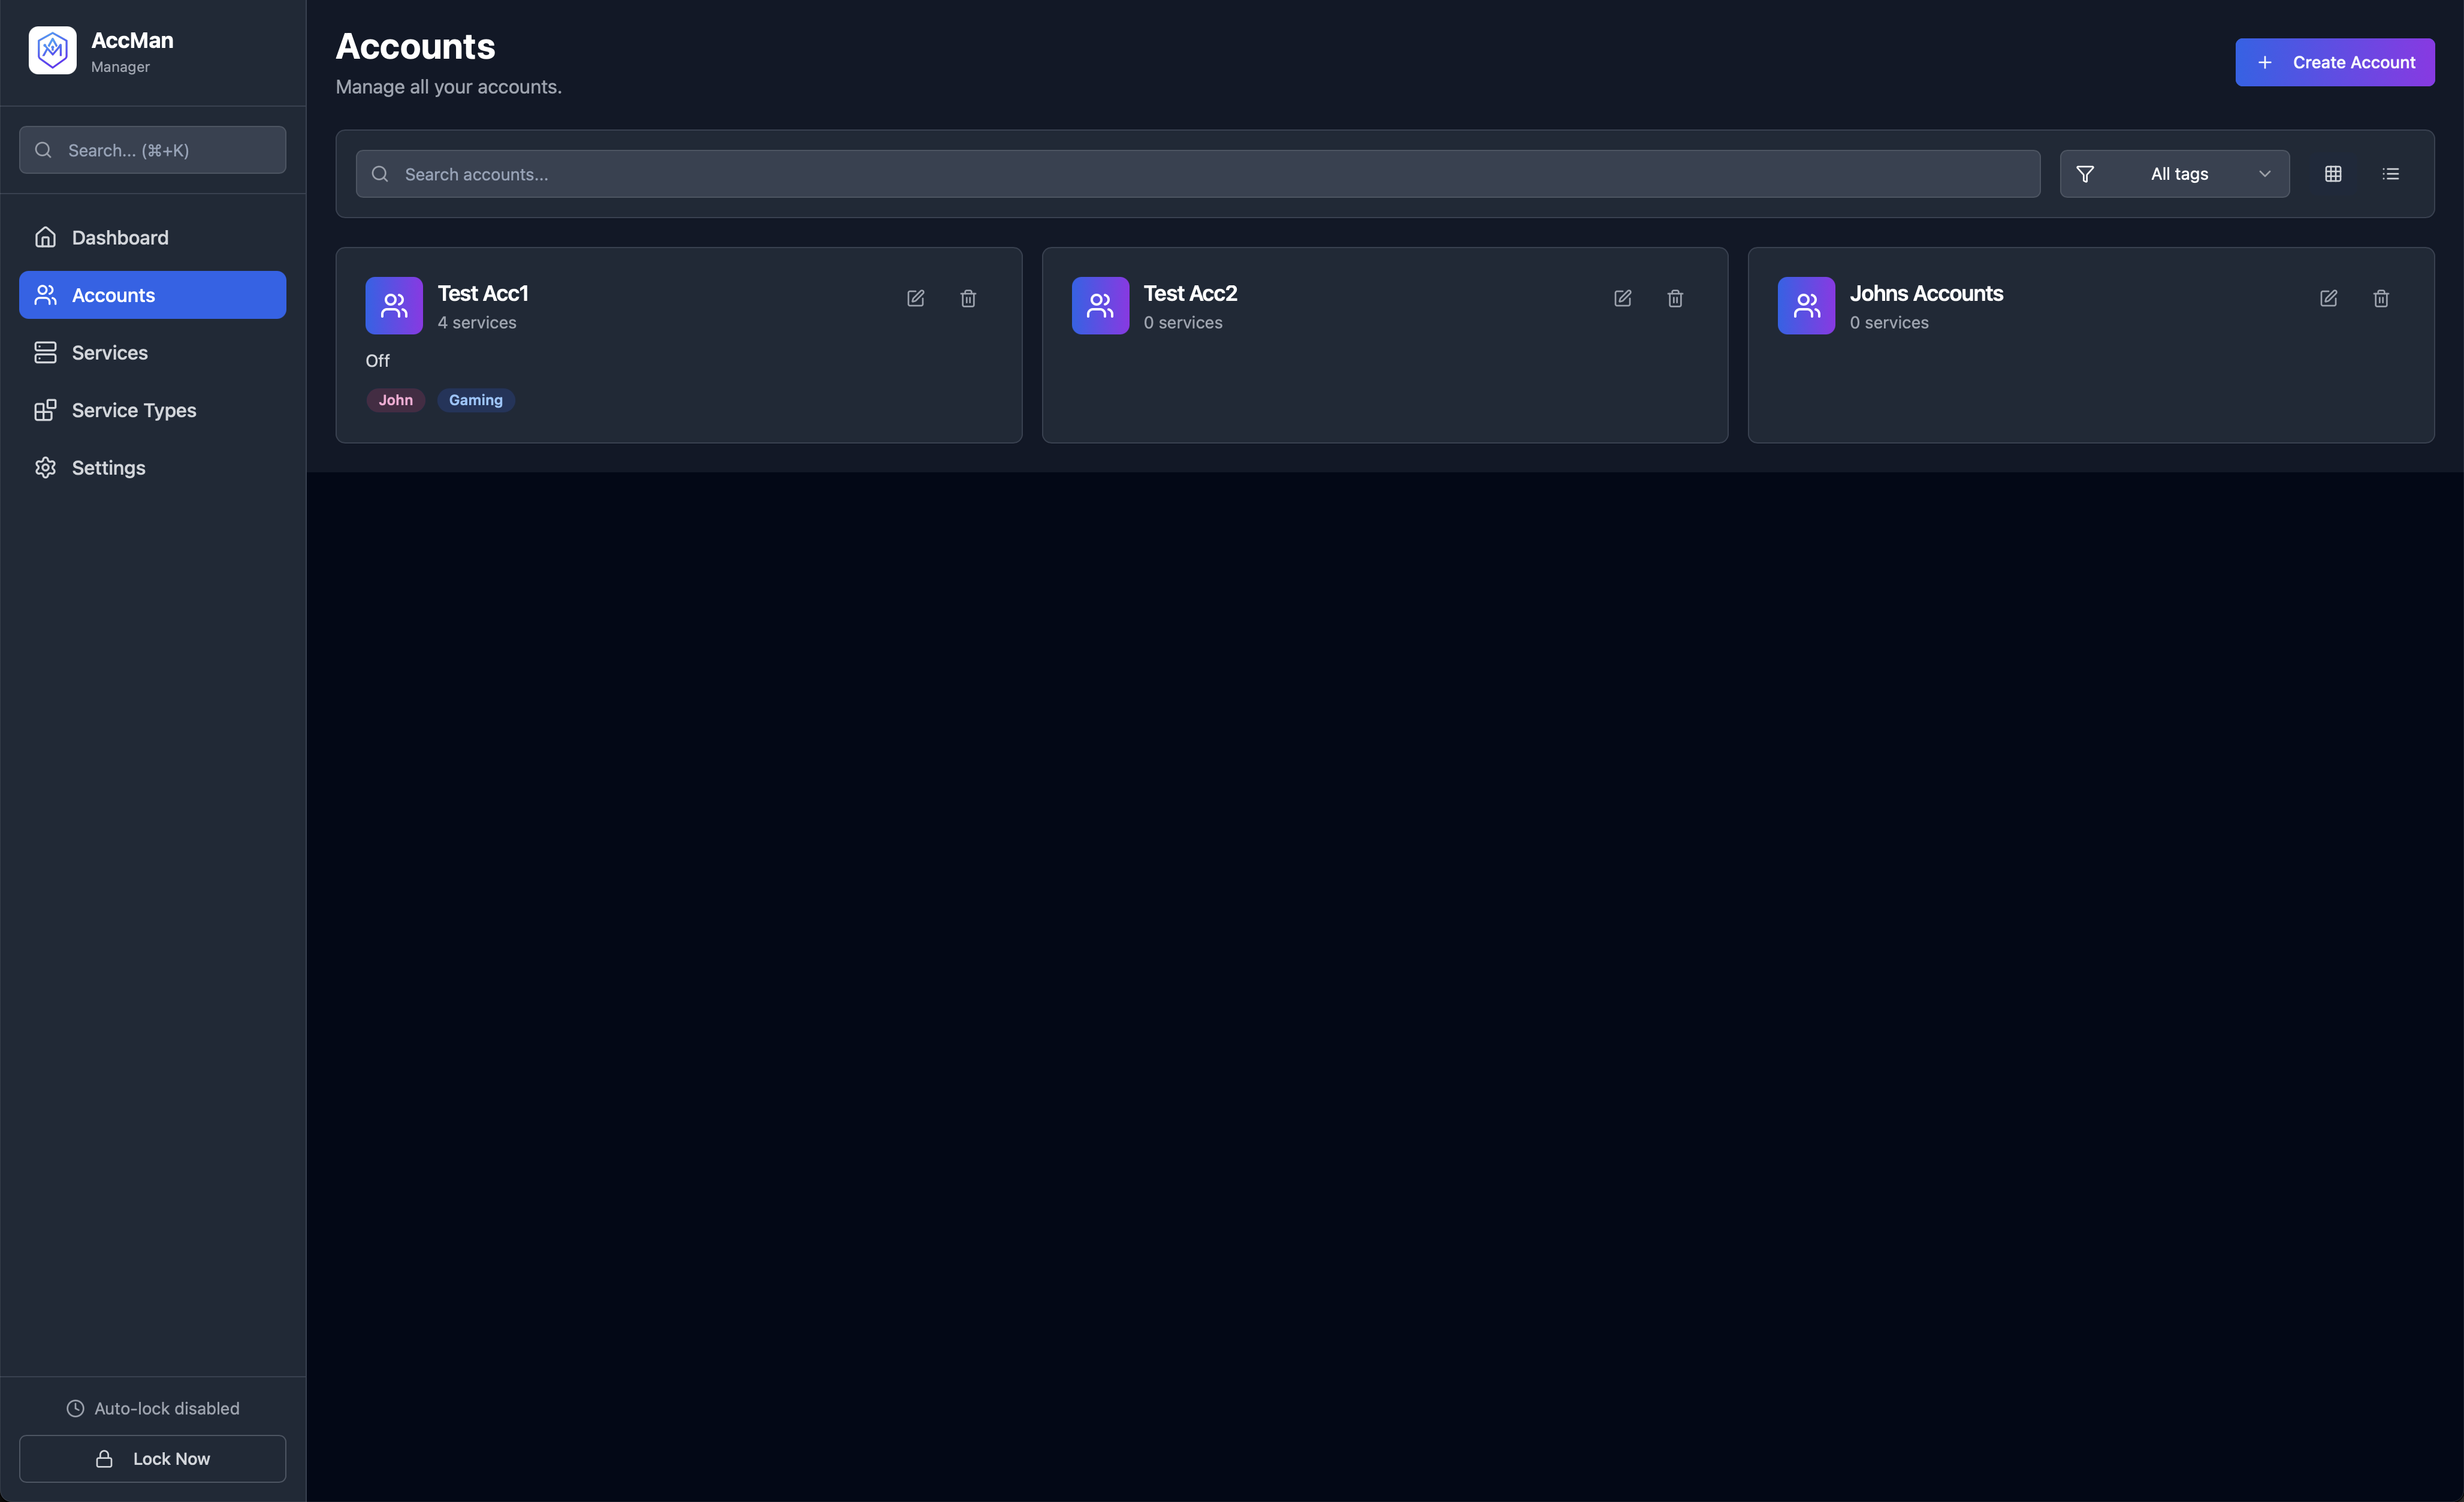 AccMan
Manager
Search... (⌘+K)
Dashboard
Accounts
Services
Service Types
Settings
Auto-lock disabled
Lock Now
Accounts
Manage all your accounts.
Create Account
Search accounts...
All tags
Test Acc1
4 services
Off
John Gaming
Test Acc2
0 services
Johns Accounts
0 services